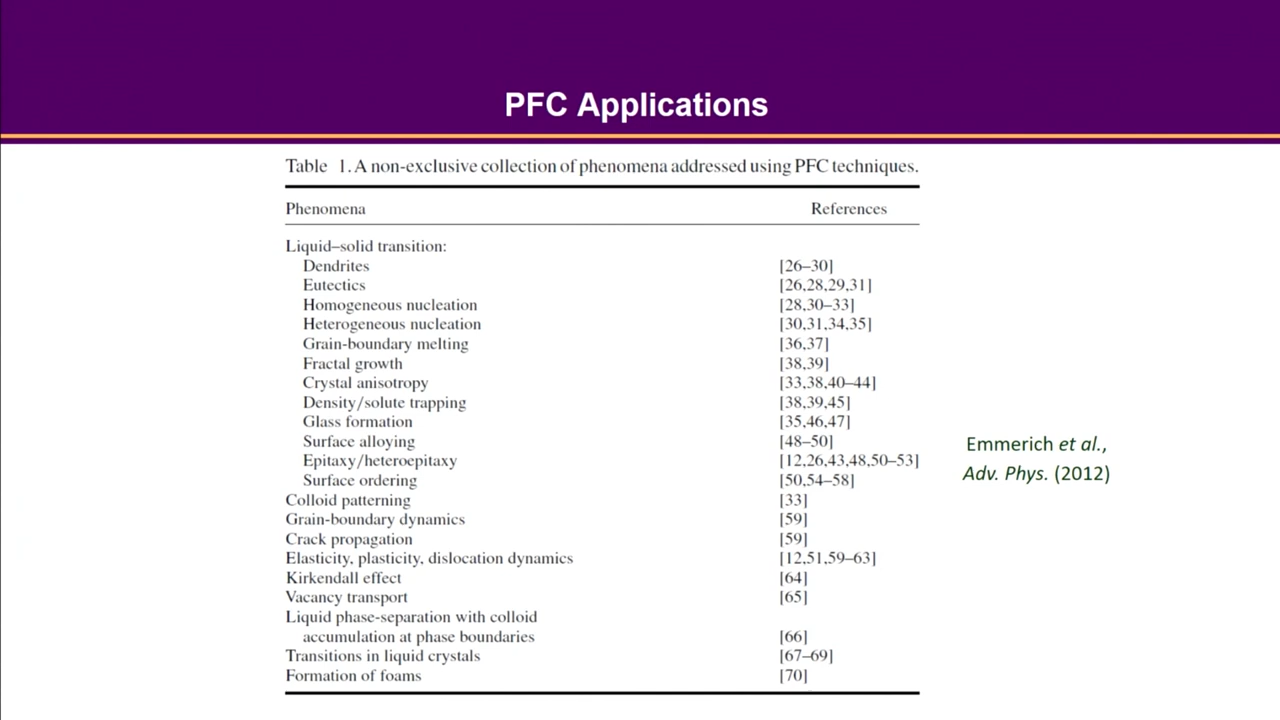 PFC Applications
Table 1. A non-exclusive collection of phenomena addressed using PFC techniques.
Phenomena References
Liquid–solid transition:
Dendrites [26–30]
Eutectics [26,28,29,31]
Homogeneous nucleation [28,30–33]
Heterogeneous nucleation [30,31,34,35]
Grain-boundary melting [36,37]
Fractal growth [38,39]
Crystal anisotropy [33,38,40–44]
Density/solute trapping [38,39,45]
Glass formation [35,46,47]
Surface alloying [48–50]
Epitaxy/heteroepitaxy [12,26,43,48,50–53]
Surface ordering [50,54–58]
Colloid patterning [33]
Grain-boundary dynamics [59]
Crack propagation [59]
Elasticity, plasticity, dislocation dynamics [12,51,59–63]
Kirkendall effect [64]
Vacancy transport [65]
Liquid phase-separation with colloid
accumulation at phase boundaries [66]
Transitions in liquid crystals [67–69]
Formation of foams [70]
Emmerich et al.,
Adv. Phys. (2012)